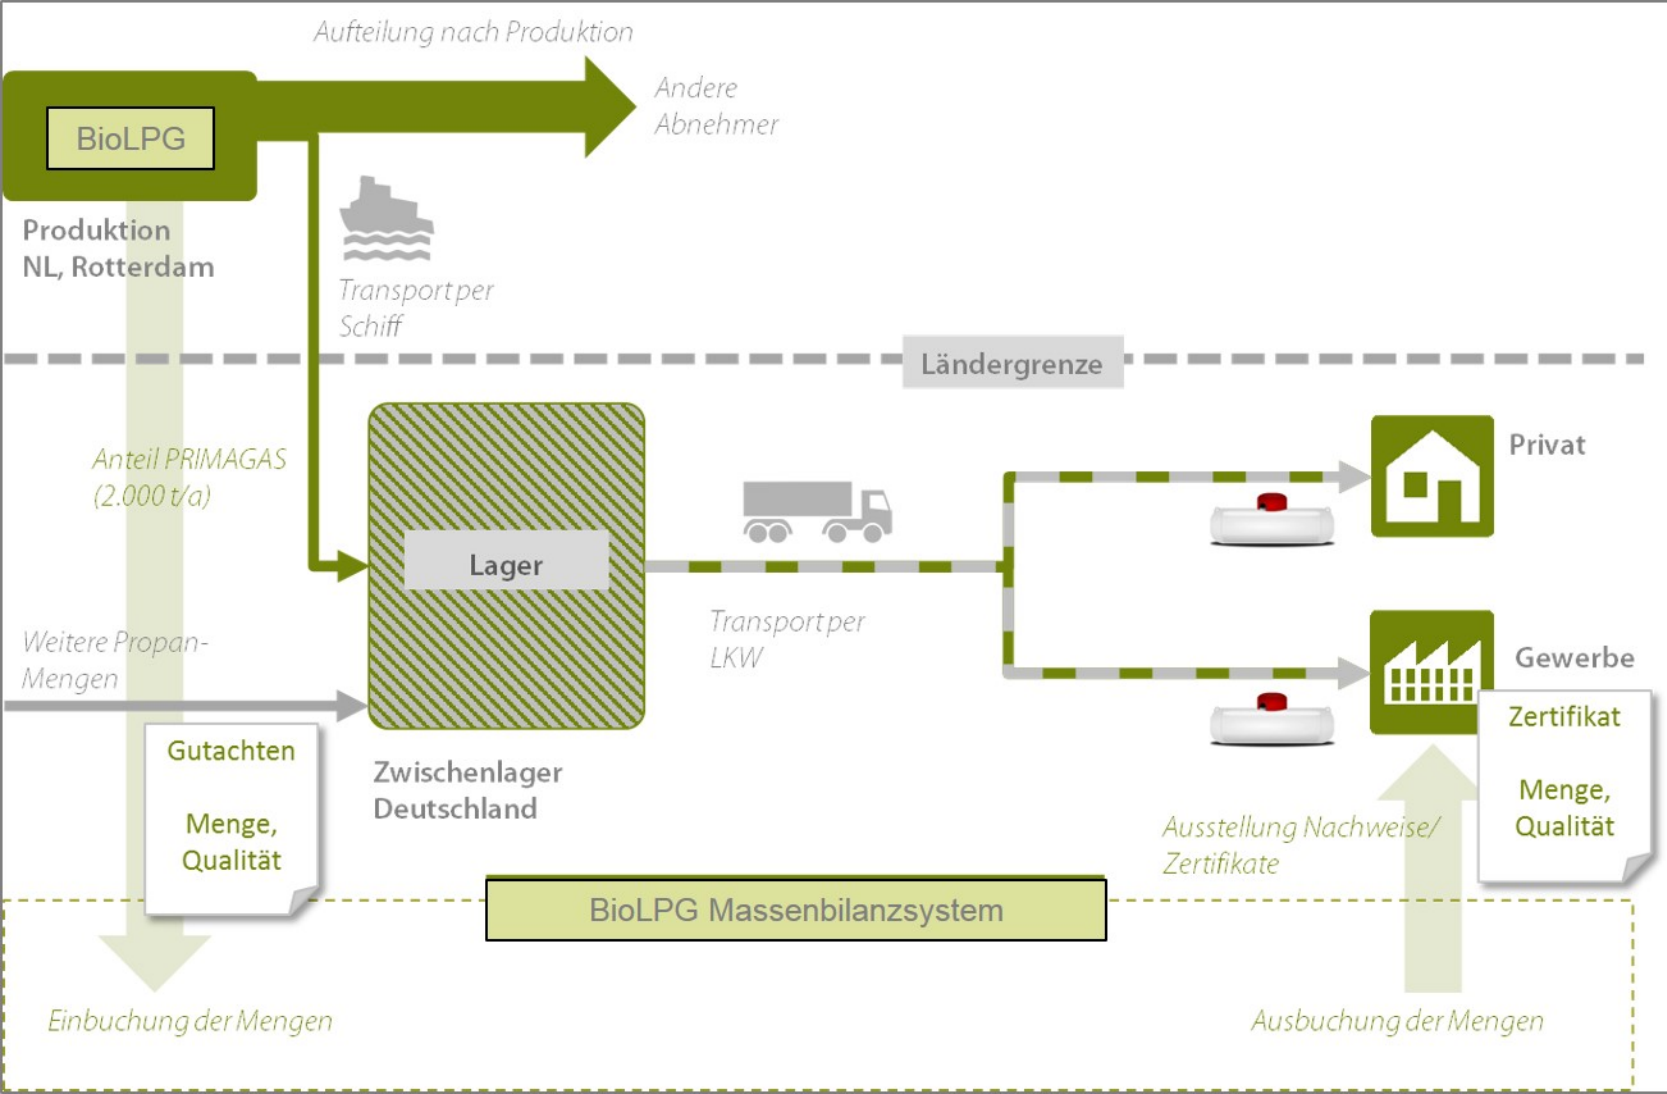 Aufteilung nach Produktion
Andere
Abnehmer
BioLPG
Produktion
NL, Rotterdam
Transport per
Schiff
Ländergrenze
Anteil PRIMAGAS
(2.000 t/a)
Privat
Lager
Transport per
LKW
Weitere Propan-
Mengen
Gewerbe
Zwischenlager
Deutschland
Gutachten
Menge,
Qualität
Zertifikat
Menge,
Qualität
Ausstellung Nachweise/
Zertifikate
BioLPG Massenbilanzsystem
Einbuchung der Mengen
Ausbuchung der Mengen